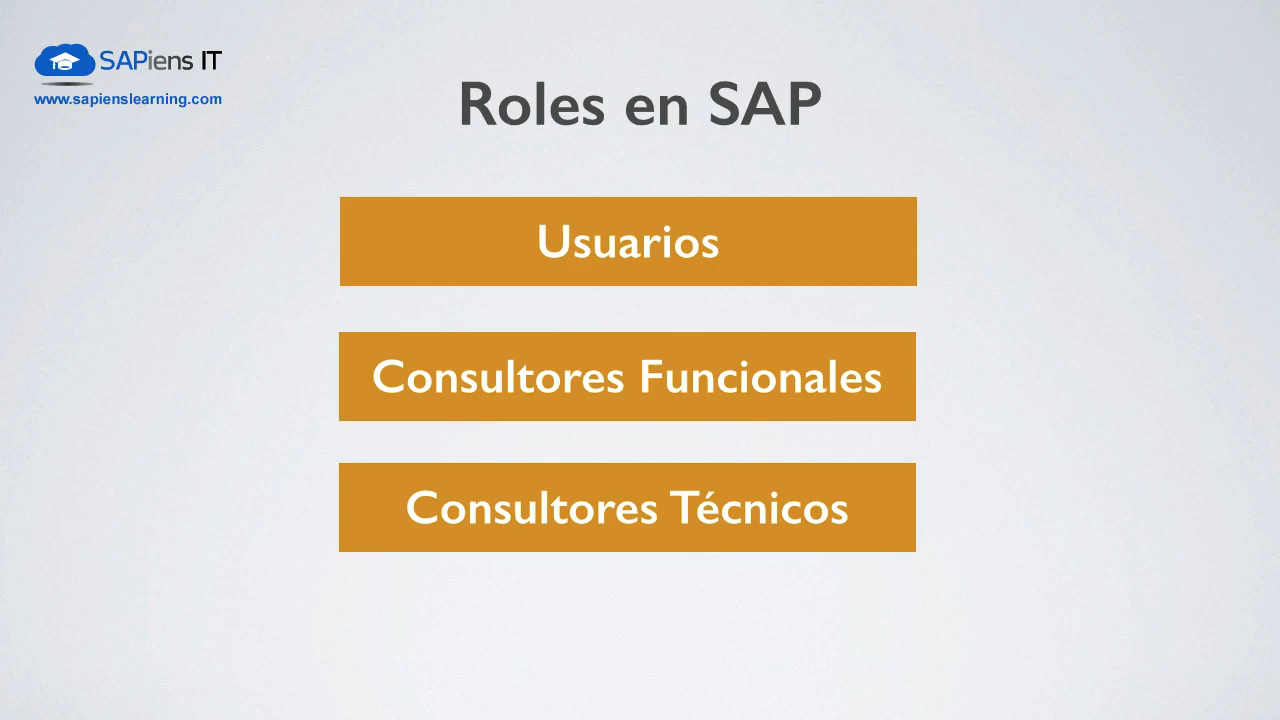 SAPiens IT
www.sapienslearning.com
Roles en SAP
Usuarios
Consultores Funcionales
Consultores Técnicos